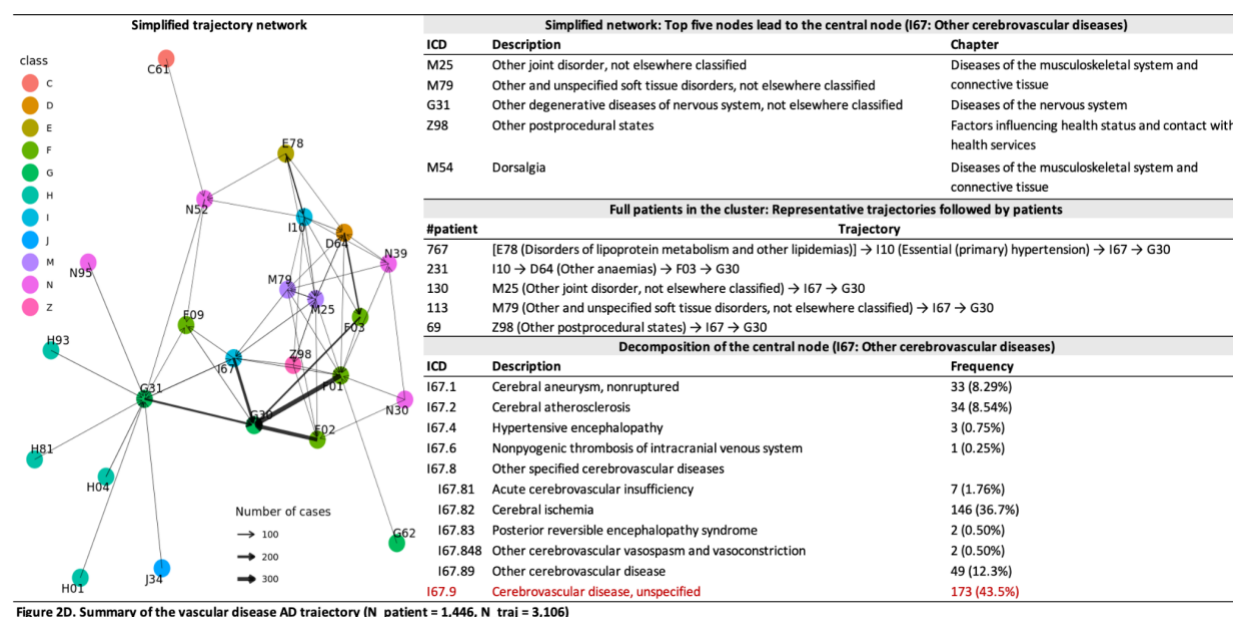 Simplified trajectory network
class
C
D
E
F
G
H
I
J
M
N
Z
C61
E78
N52
I10
D64
N39
N95
M79
M25
F09
F03
H93
I67
Z98
G31
F01
N30
G30
F02
H81
H04
G62
H01
J34
Number of cases
100
200
300
Simplified network: Top five nodes lead to the central node (I67: Other cerebrovascular diseases)
ICD Description Chapter
M25 Other joint disorder, not elsewhere classified Diseases of the musculoskeletal system and
M79 Other and unspecified soft tissue disorders, not elsewhere classified connective tissue
G31 Other degenerative diseases of nervous system, not elsewhere classified Diseases of the nervous system
Z98 Other postprocedural states Factors influencing health status and contact with
health services
M54 Dorsalgia Diseases of the musculoskeletal system and
connective tissue
Full patients in the cluster: Representative trajectories followed by patients
#patient Trajectory
767 [E78 (Disorders of lipoprotein metabolism and other lipidemias)] → I10 (Essential (primary) hypertension) → I67 → G30
231 I10 → D64 (Other anaemias) → F03 → G30
130 M25 (Other joint disorder, not elsewhere classified) → I67 → G30
113 M79 (Other and unspecified soft tissue disorders, not elsewhere classified) → I67 → G30
69 Z98 (Other postprocedural states) → I67 → G30
Decomposition of the central node (I67: Other cerebrovascular diseases)
ICD Description Frequency
I67.1 Cerebral aneurysm, nonruptured 33 (8.29%)
I67.2 Cerebral atherosclerosis 34 (8.54%)
I67.4 Hypertensive encephalopathy 3 (0.75%)
I67.6 Nonpyogenic thrombosis of intracranial venous system 1 (0.25%)
I67.8 Other specified cerebrovascular diseases
I67.81 Acute cerebrovascular insufficiency 7 (1.76%)
I67.82 Cerebral ischemia 146 (36.7%)
I67.83 Posterior reversible encephalopathy syndrome 2 (0.50%)
I67.848 Other cerebrovascular vasospasm and vasoconstriction 2 (0.50%)
I67.89 Other cerebrovascular disease 49 (12.3%)
I67.9 Cerebrovascular disease, unspecified 173 (43.5%)
Figure 2D. Summary of the vascular disease AD trajectory (N_patient = 1,446, N_traj = 3,106)